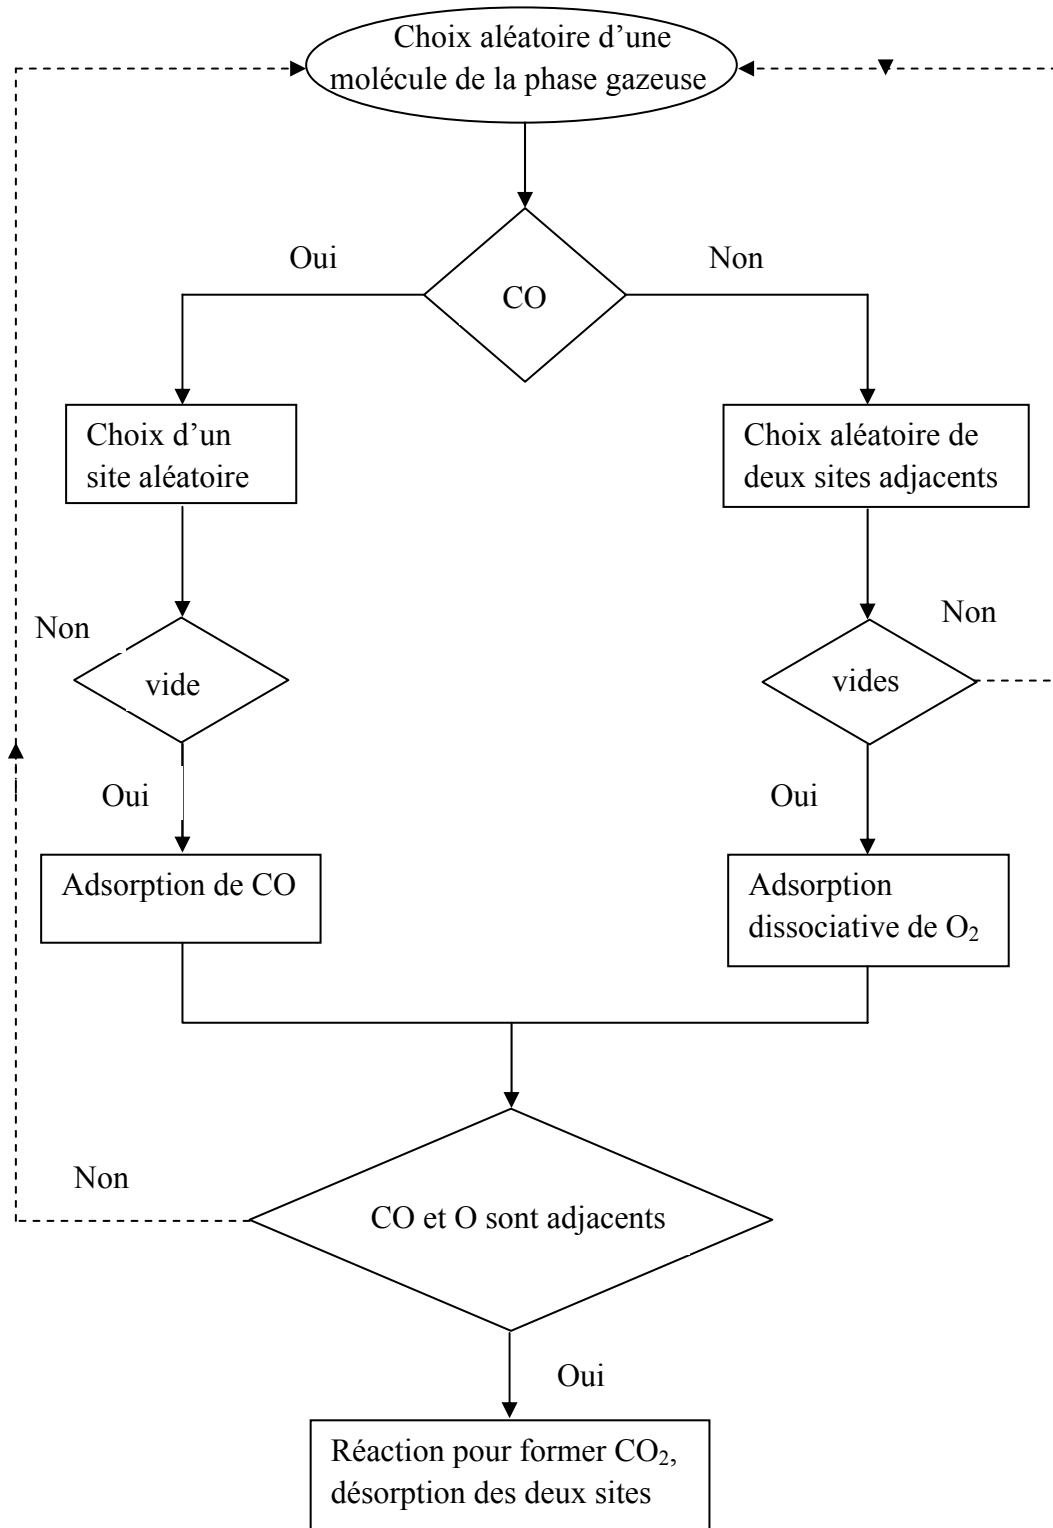 Choix aléatoire d’une
molécule de la phase gazeuse
Oui
Non
CO
Choix d’un
site aléatoire
Choix aléatoire de
deux sites adjacents
Non
Non
vide
vides
Oui
Oui
Adsorption de CO
Adsorption
dissociative de O₂
Non
CO et O sont adjacents
Oui
Réaction pour former CO₂,
désorption des deux sites